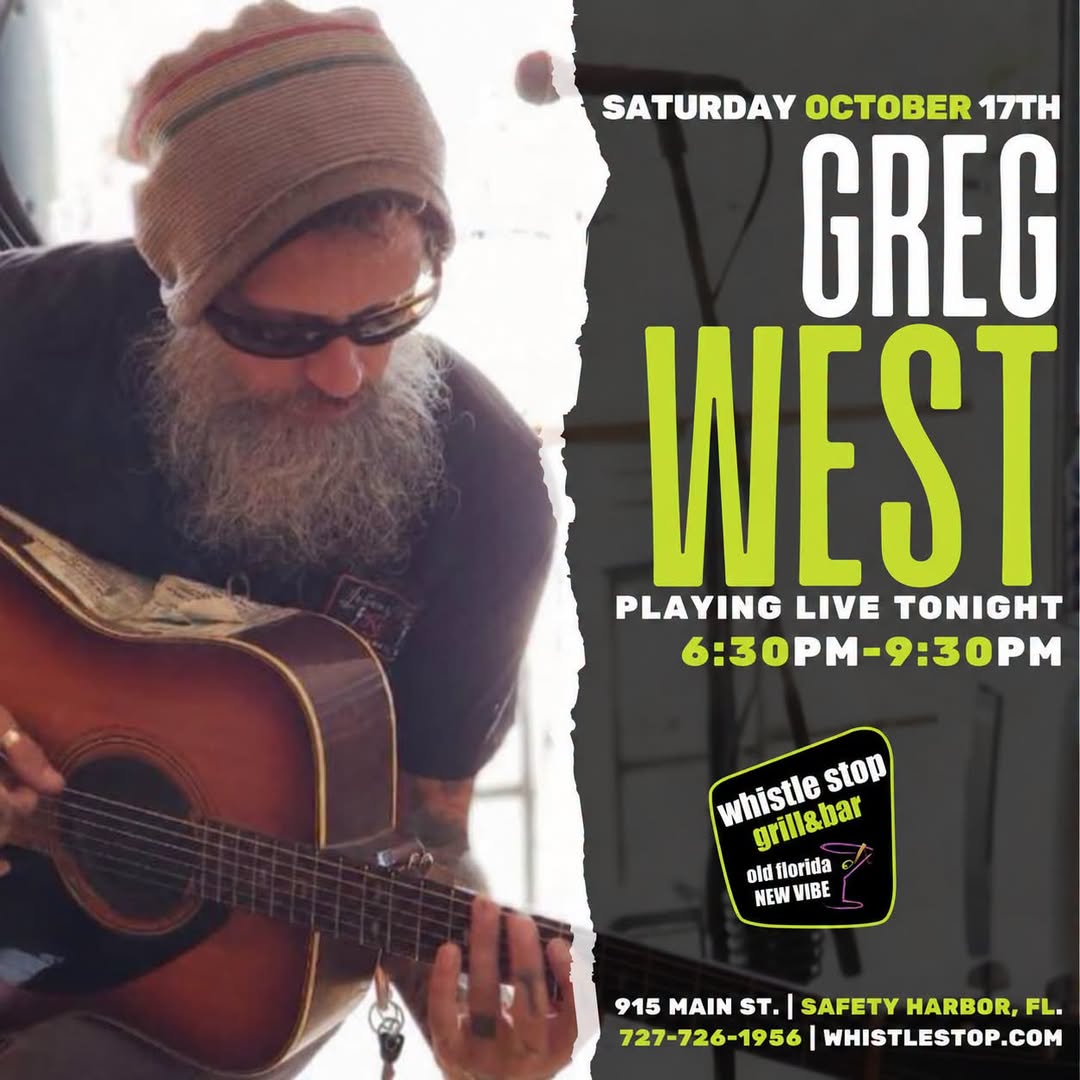 SATURDAY OCTOBER 17TH
GREG
WEST
PLAYING LIVE TONIGHT
6:30PM-9:30PM
whistle stop
grill&bar
old florida
NEW VIBE
915 MAIN ST. | SAFETY HARBOR, FL.
727-726-1956 | WHISTLESTOP.COM